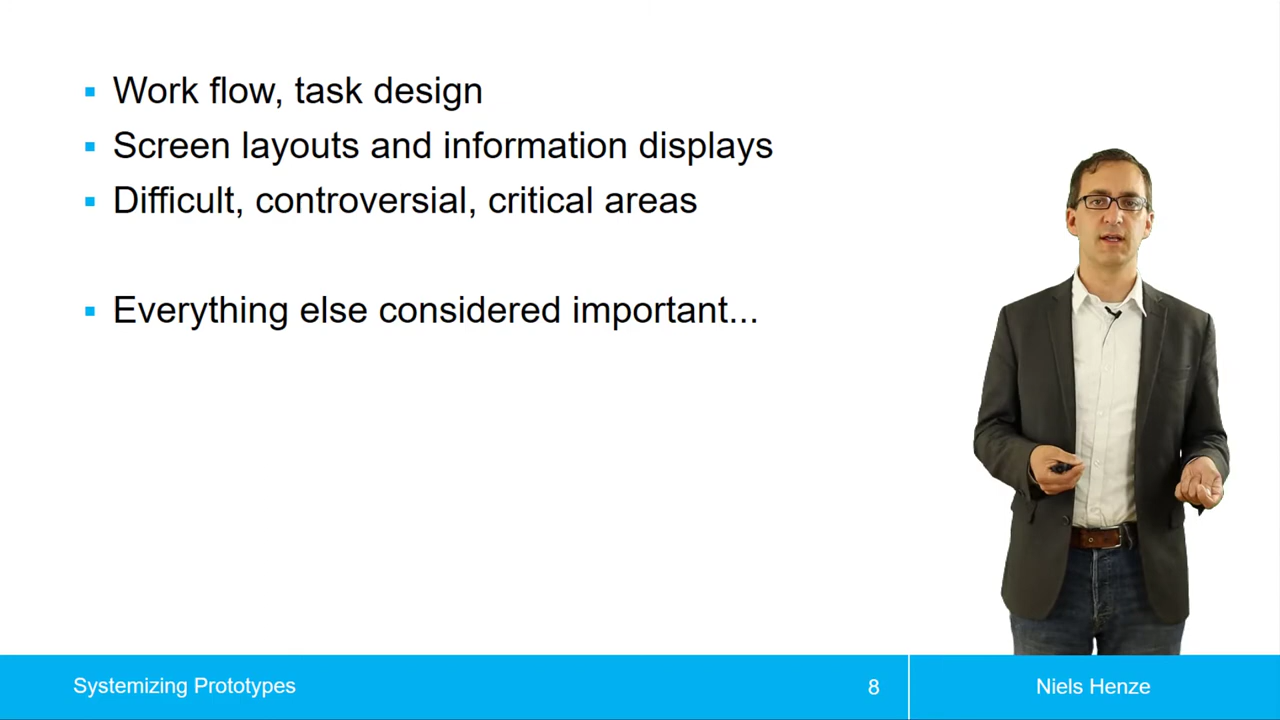 Work flow, task design
Screen layouts and information displays
Difficult, controversial, critical areas
Everything else considered important...
Systemizing Prototypes
8
Niels Henze